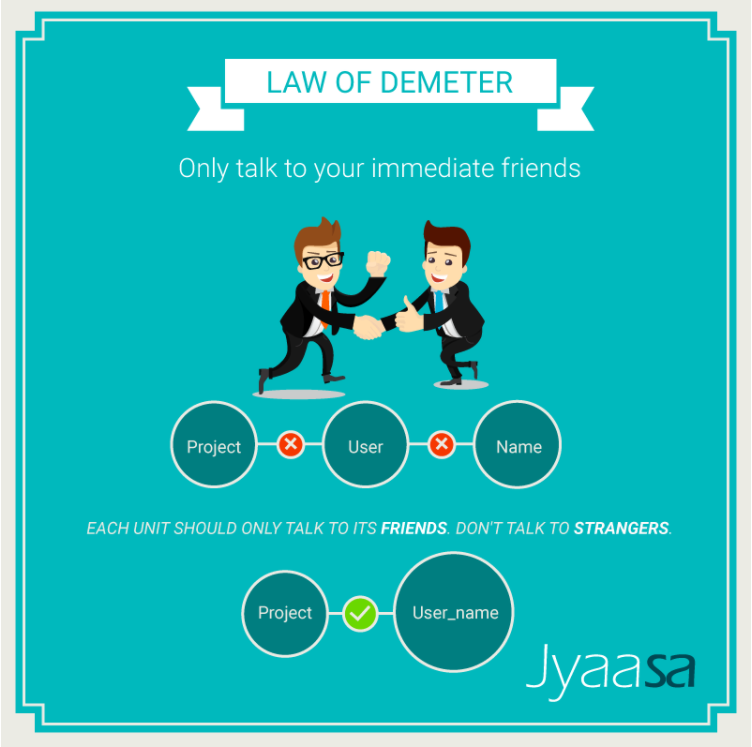 LAW OF DEMETER
Only talk to your immediate friends
Project
User
Name
EACH UNIT SHOULD ONLY TALK TO ITS FRIENDS. DON'T TALK TO STRANGERS.
Project
User_name
Jyaasa